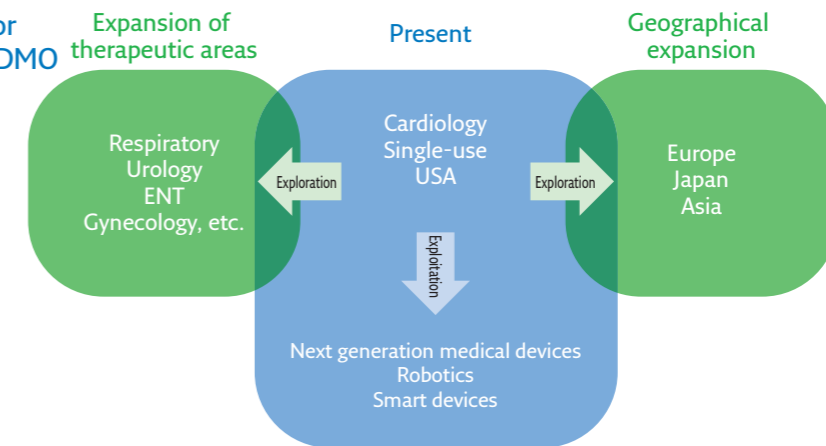 or
DMO
Expansion of
therapeutic areas
Present
Geographical
expansion
Respiratory
Urology
ENT
Gynecology, etc.
Exploration
Cardiology
Single-use
USA
Exploration
Europe
Japan
Asia
Exploitation
Next generation medical devices
Robotics
Smart devices